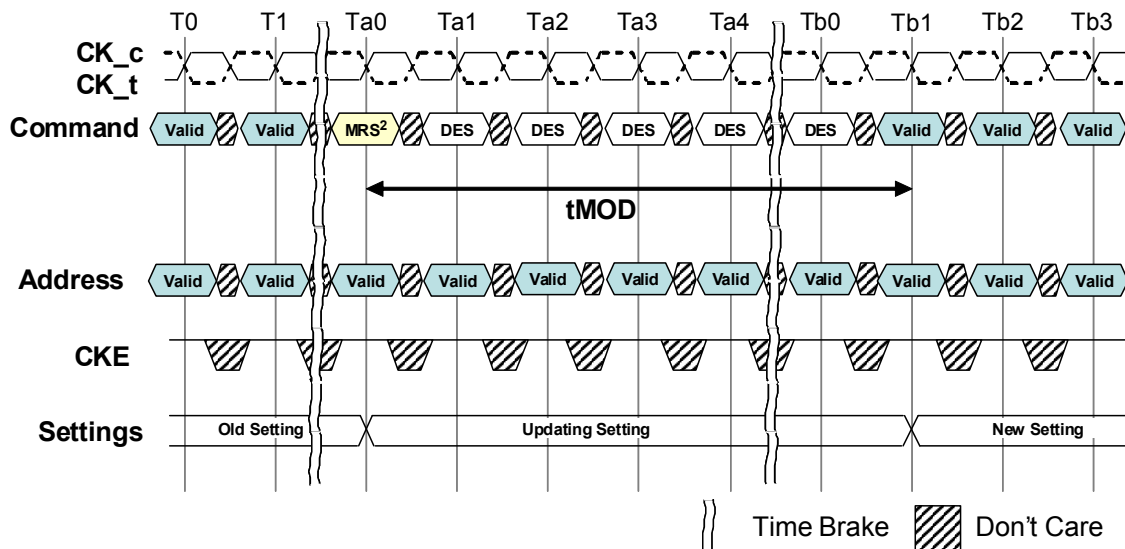 T0 T1 Ta0 Ta1 Ta2 Ta3 Ta4 Tb0 Tb1 Tb2 Tb3
CK_c
CK_t
Command Valid Valid MRS² DES DES DES DES DES Valid Valid Valid
tMOD
Address Valid Valid Valid Valid Valid Valid Valid Valid Valid Valid Valid
CKE
Settings Old Setting Updating Setting New Setting
Time Brake Don't Care